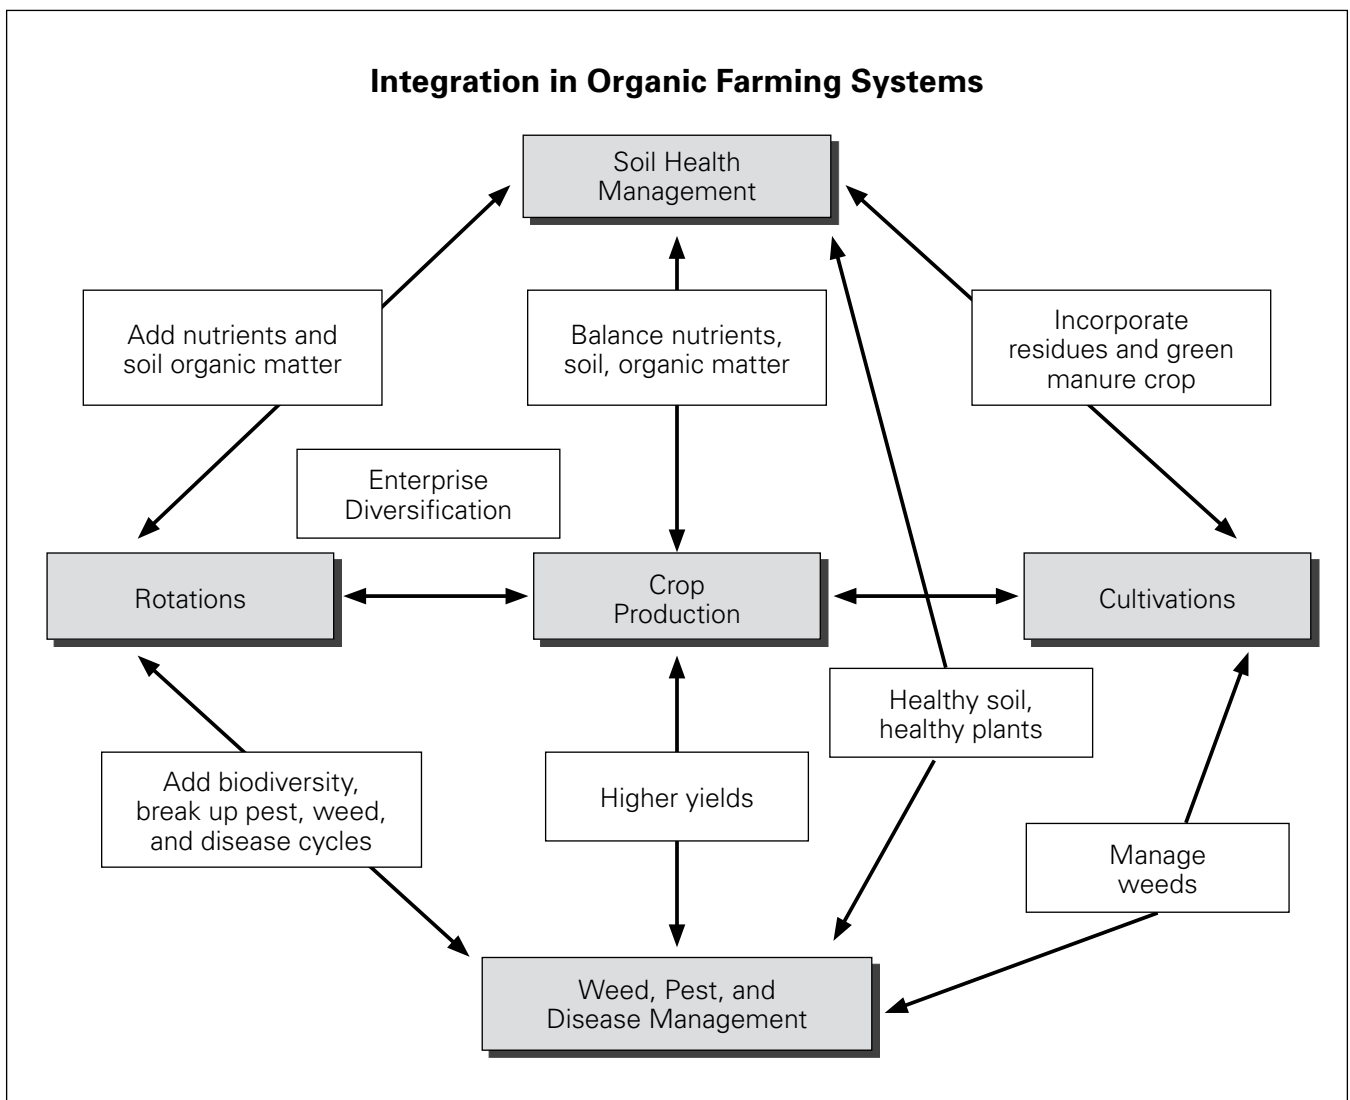 Integration in Organic Farming Systems
Soil Health
Management
Add nutrients and
soil organic matter
Balance nutrients,
soil, organic matter
Incorporate
residues and green
manure crop
Enterprise
Diversification
Rotations
Crop
Production
Cultivations
Healthy soil,
healthy plants
Add biodiversity,
break up pest, weed,
and disease cycles
Higher yields
Manage
weeds
Weed, Pest, and
Disease Management